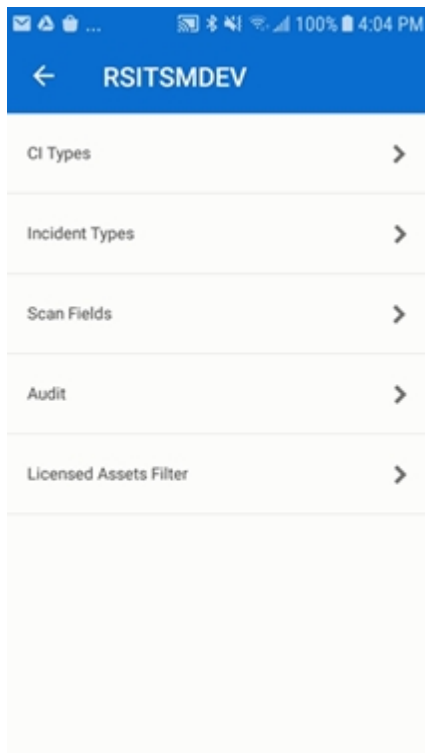 ... 100% 4:04 PM
RSITSMDEV
CI Types
Incident Types
Scan Fields
Audit
Licensed Assets Filter